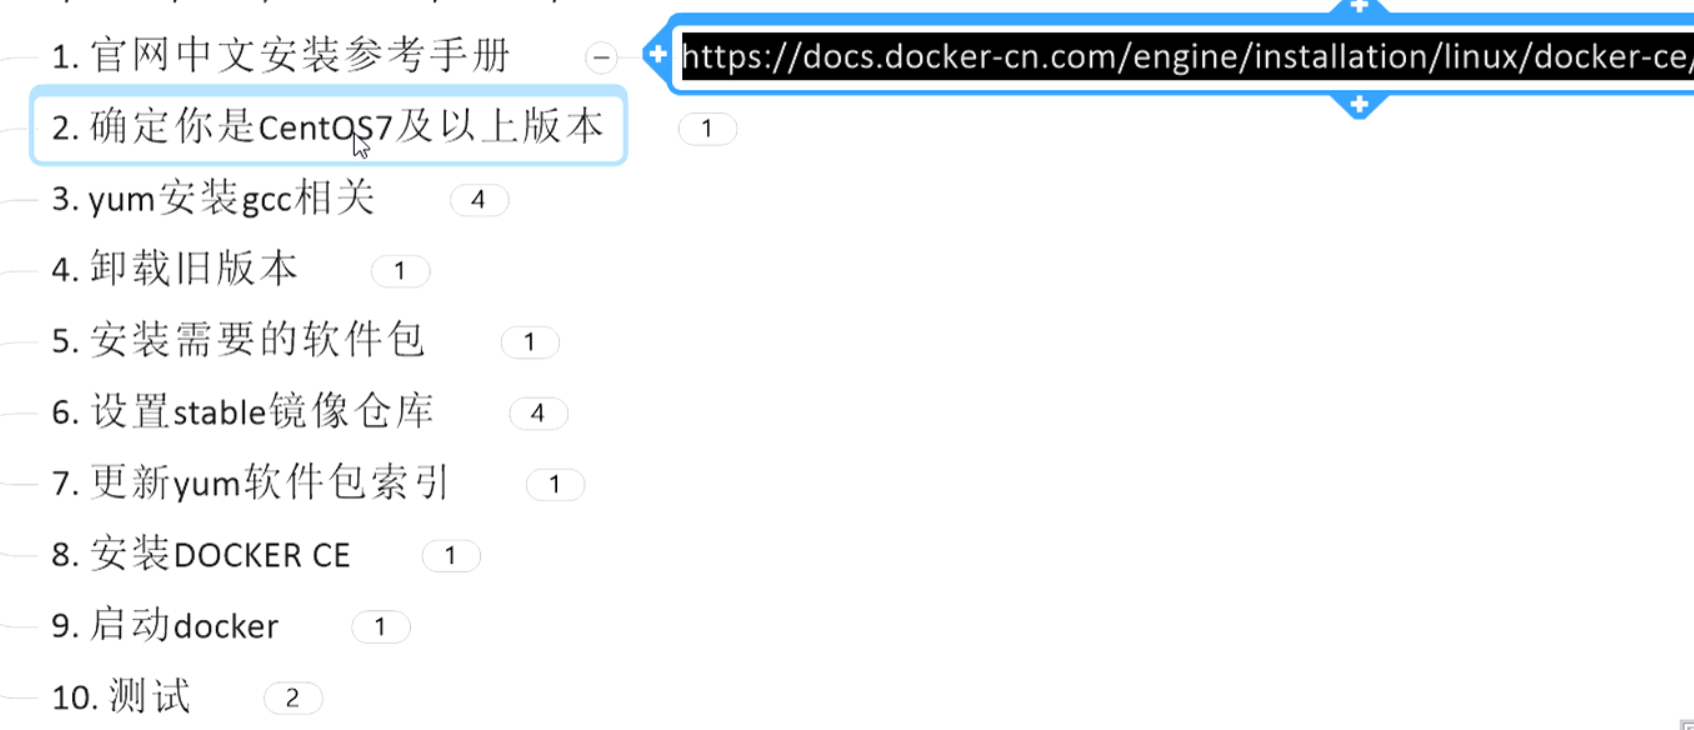 1. 官网中文安装参考手册
https://docs.docker-cn.com/engine/installation/linux/docker-ce/
2. 确定你是CentOS7及以上版本 1
3. yum安装gcc相关 4
4. 卸载旧版本 1
5. 安装需要的软件包 1
6. 设置stable镜像仓库 4
7. 更新yum软件包索引 1
8. 安装DOCKER CE 1
9. 启动docker 1
10. 测试 2